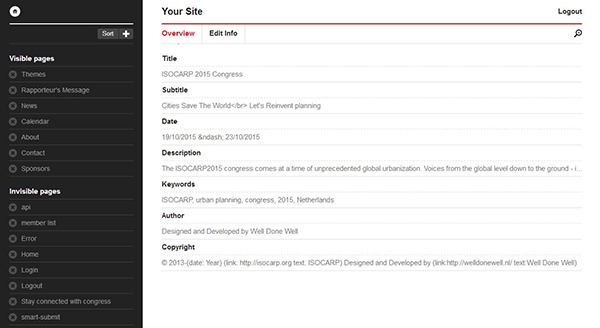 Sort
Visible pages
Themes
Rapporteur's Message
News
Calendar
About
Contact
Sponsors
Invisible pages
api
member list
Error
Home
Login
Logout
Stay connected with congress
smart-submit
Your Site
Logout
Overview
Edit Info
Title
ISOCARP 2015 Congress
Subtitle
Cities Save The World</br> Let's Reinvent planning
Date
19/10/2015 &ndash; 23/10/2015
Description
The ISOCARP2015 congress comes at a time of unprecedented global urbanization. Voices from the global level down to the ground - i...
Keywords
ISOCARP, urban planning, congress, 2015, Netherlands
Author
Designed and Developed by Well Done Well
Copyright
© 2013-(date: Year) (link: http://isocarp.org text: ISOCARP) Designed and Developed by (link:http://welldonewell.nl/ text:Well Done Well)